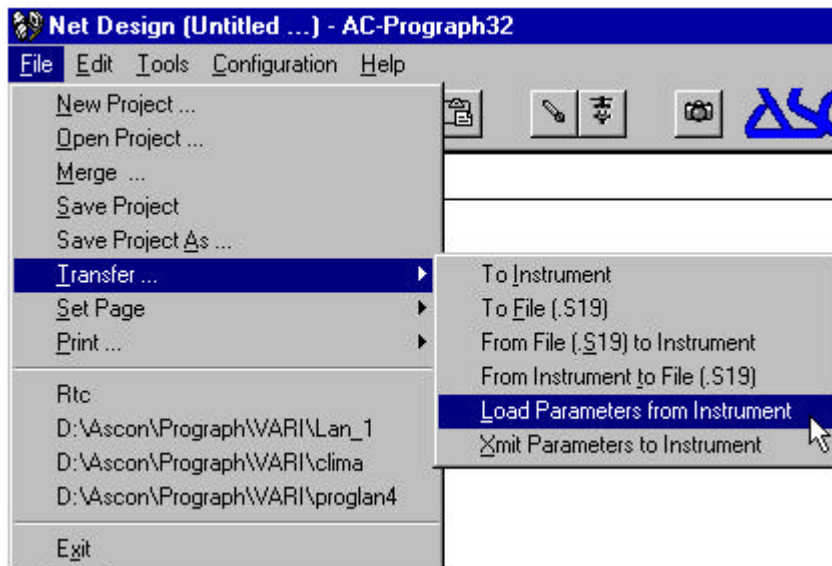 Net Design (Untitled ...) - AC-Prograph32
File Edit Tools Configuration Help
New Project ...
Open Project ...
Merge ...
Save Project
Save Project As ...
Transfer ...
Set Page
Print ...
Rtc
D:\Ascon\Prograph\VARI\Lan_1
D:\Ascon\Prograph\VARI\clima
D:\Ascon\Prograph\VARI\proglan4
Exit
To Instrument
To File (.S19)
From File (.S19) to Instrument
From Instrument to File (.S19)
Load Parameters from Instrument
Xmit Parameters to Instrument